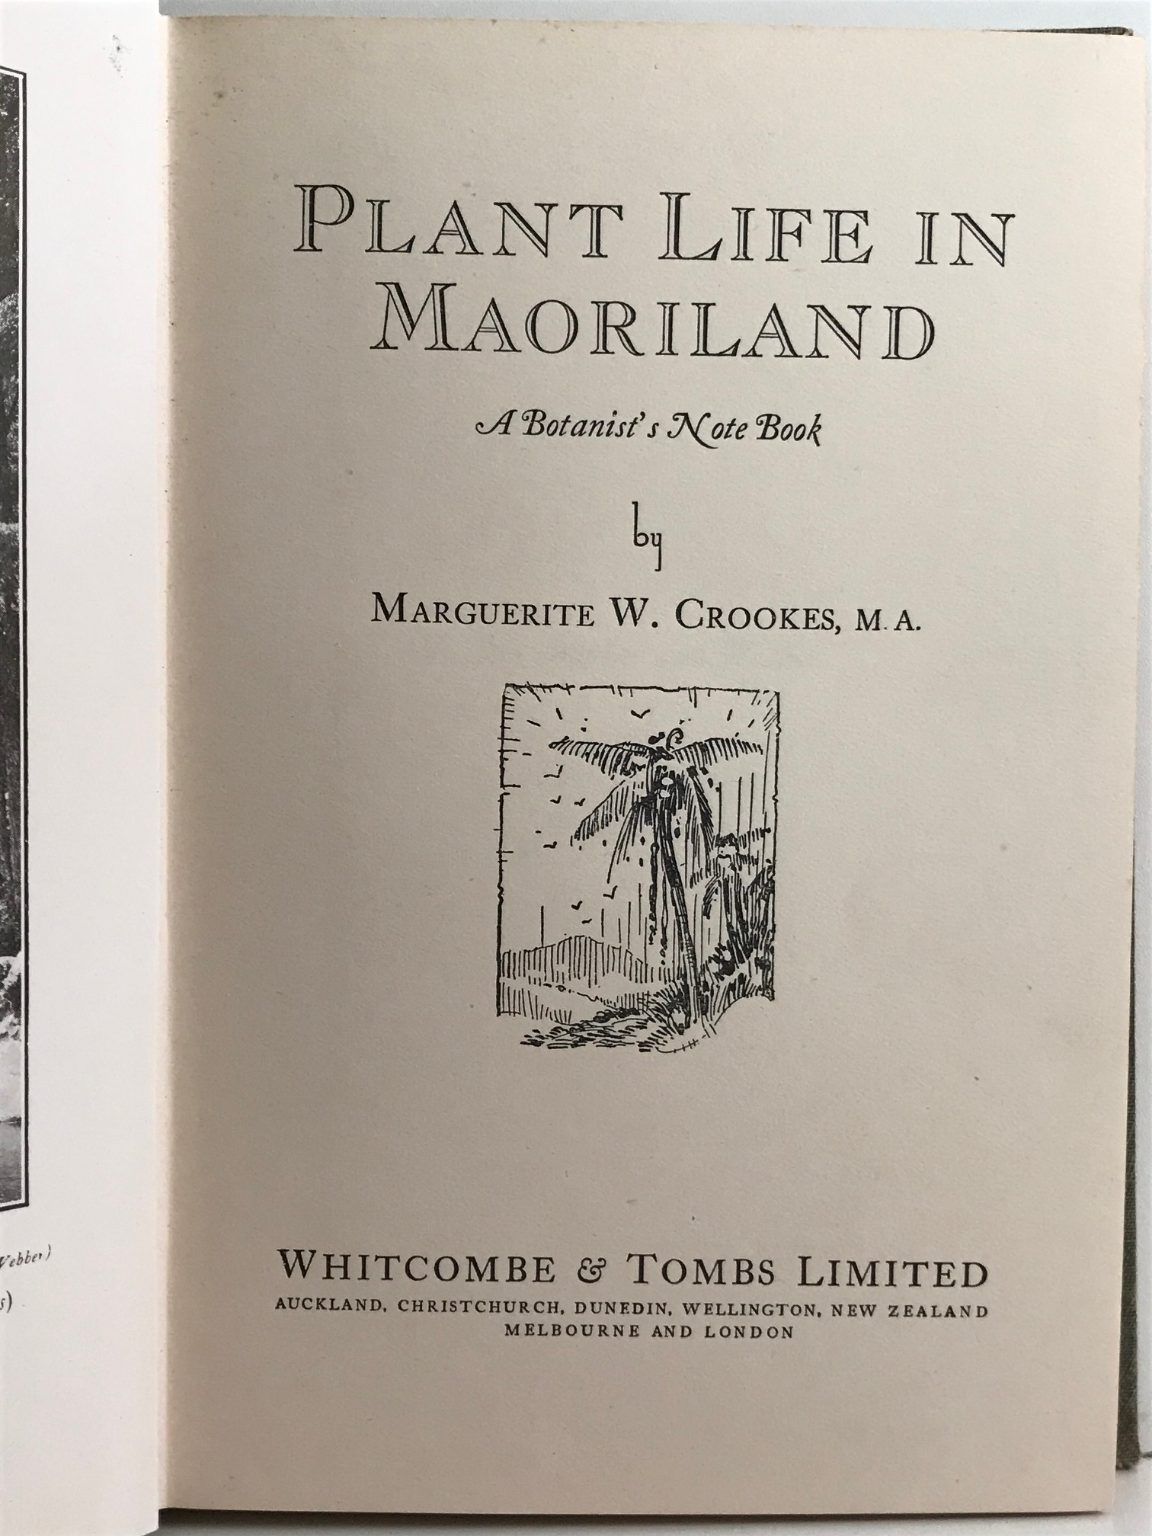 PLANT LIFE IN
MAORILAND
A Botanist's Note Book
by
MARGUERITE W. CROOKES, M.A.
WHITCOMBE & TOMBS LIMITED
AUCKLAND, CHRISTCHURCH, DUNEDIN, WELLINGTON, NEW ZEALAND
MELBOURNE AND LONDON